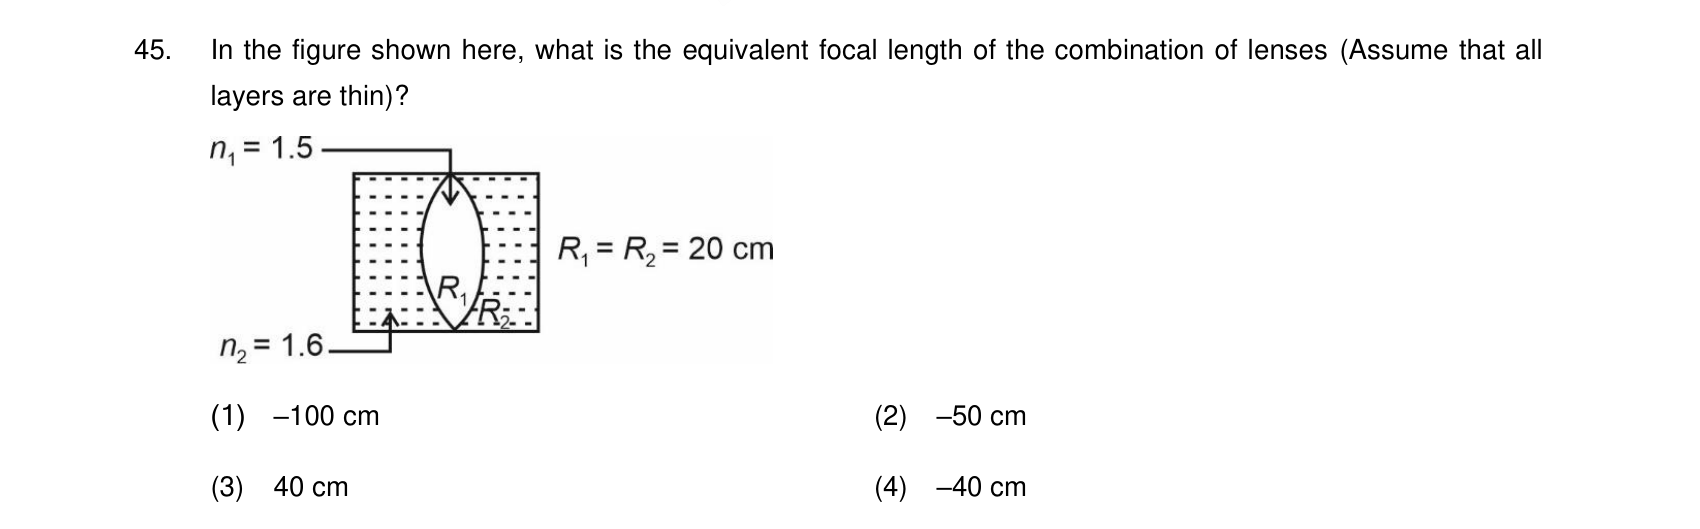 45. In the figure shown here, what is the equivalent focal length of the combination of lenses (Assume that all
layers are thin)?
n₁ = 1.5
R₁ = R₂ = 20 cm
R₁
R₂
n₂ = 1.6
(1) –100 cm (2) –50 cm
(3) 40 cm (4) –40 cm